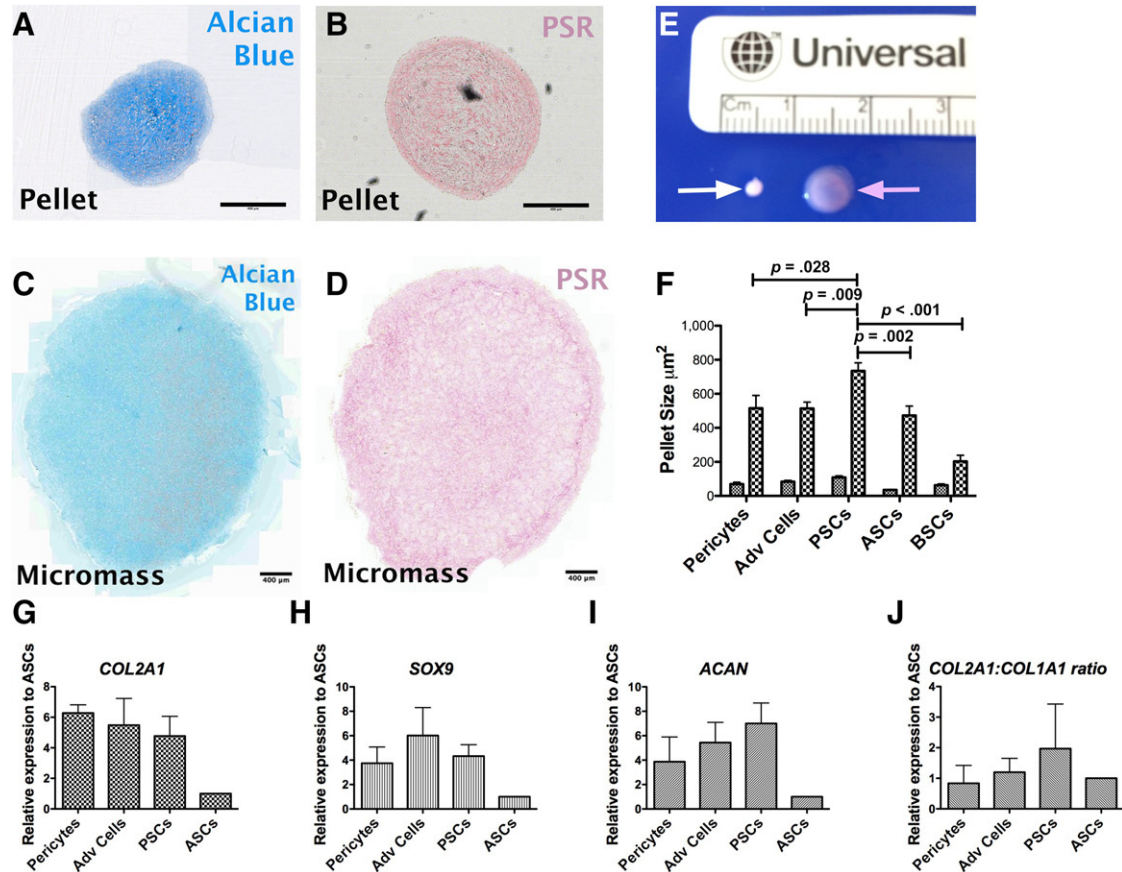 A
Alcian
Blue
Pellet
400 µm
B
PSR
Pellet
E
™
Universal
Cm 1 2 3
C
Alcian
Blue
Micromass
400 µm
D
PSR
Micromass
400 µm
F
p = .028
p = .009
p < .001
p = .002
Pellet Size µm²
1,000
800
600
400
200
0
Pericytes
Adv Cells
PSCs
ASCs
BSCs
G
COL2A1
Relative expression to ASCs
8
6
4
2
0
Pericytes
Adv Cells
PSCs
ASCs
H
SOX9
Relative expression to ASCs
10
8
6
4
2
0
Pericytes
Adv Cells
PSCs
ASCs
I
ACAN
Relative expression to ASCs
10
8
6
4
2
0
Pericytes
Adv Cells
PSCs
ASCs
J
COL2A1:COL1A1 ratio
Relative expression to ASCs
4
3
2
1
0
Pericytes
Adv Cells
PSCs
ASCs